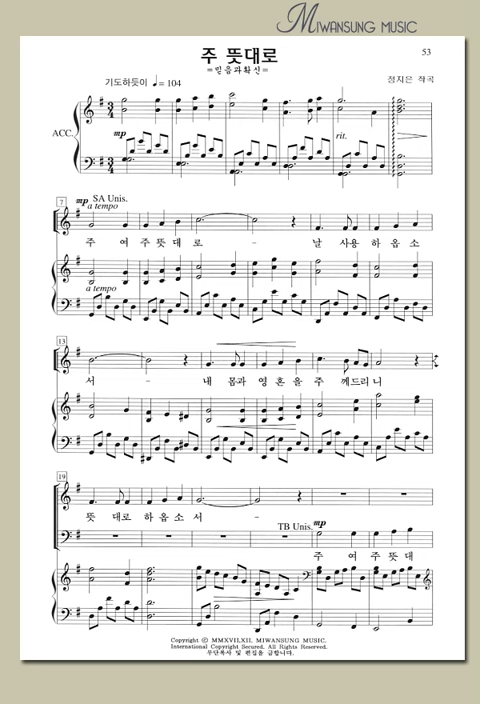 MIWANSUNG MUSIC
주 뜻대로
53
=믿음과확신=
기도하듯이 ♩= 104
정지은 작곡
ACC.
mp
rit.
7
mp
SA Unis.
a tempo
주 여 주 뜻 대 로 - - 날 사용 하 옵 소
a tempo
13
서 - 내 몸과 영 혼 을 주 께드리 니
19
뜻 대로 하 옵 소 서 -
TB Unis.
mp
주 여 주 뜻 대
Copyright © MMXVILXII. MIWANSUNG MUSIC.
International Copyright Secured. All Rights Reserved.
무단복사 및 편집을 금합니다.